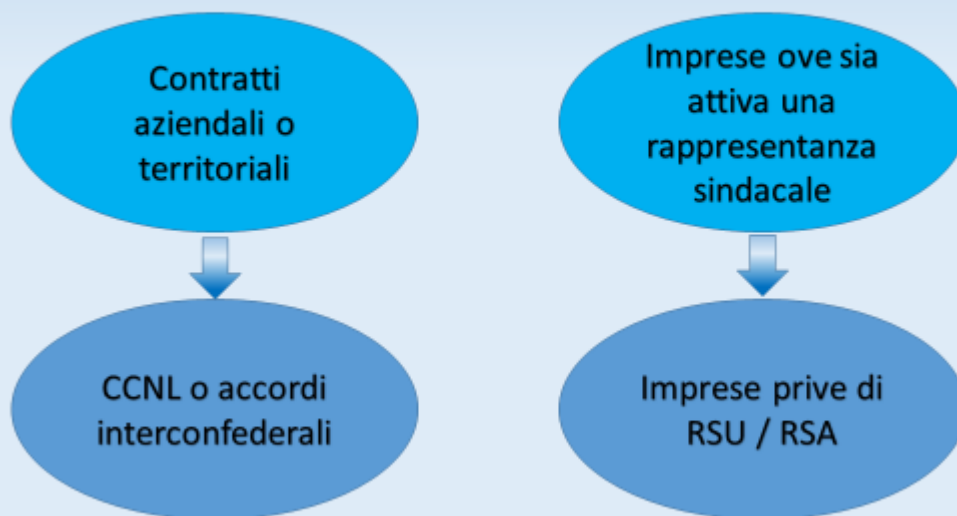 Contratti
aziendali o
territoriali
Imprese ove sia
attiva una
rappresentanza
sindacale
CCNL o accordi
interconfederali
Imprese prive di
RSU / RSA